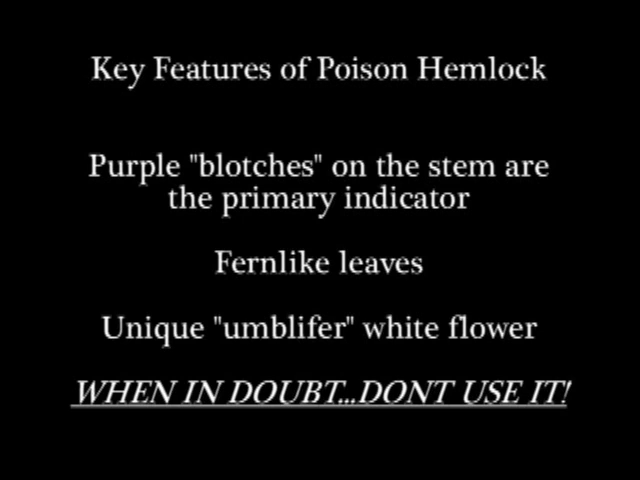 Key Features of Poison Hemlock
Purple "blotches" on the stem are
the primary indicator
Fernlike leaves
Unique "umblifer" white flower
WHEN IN DOUBT...DONT USE IT!